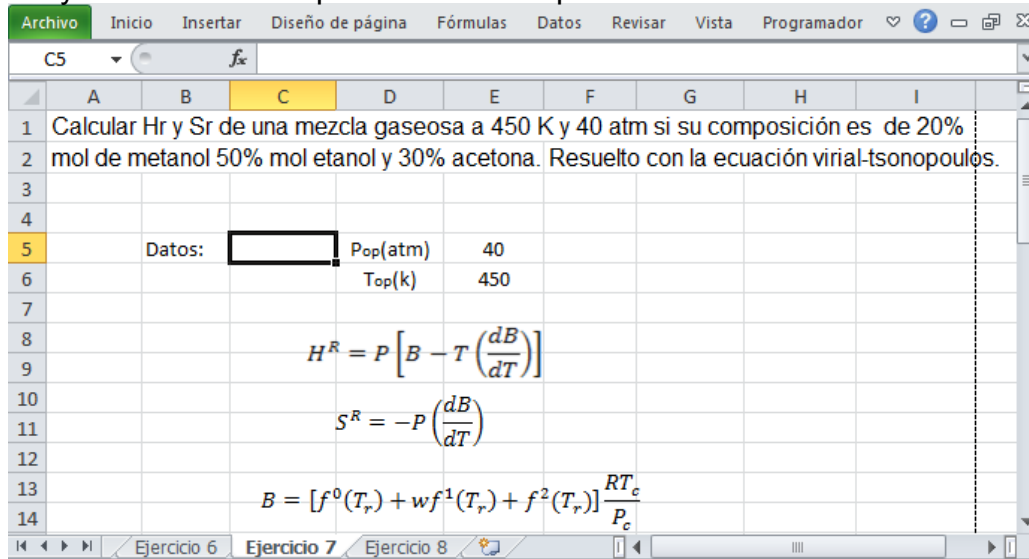 Archivo Inicio Insertar Diseño de página Fórmulas Datos Revisar Vista Programador
C5 fx
A B C D E F G H I
1 Calcular Hr y Sr de una mezcla gaseosa a 450 K y 40 atm si su composición es de 20%
2 mol de metanol 50% mol etanol y 30% acetona. Resuelto con la ecuación virial-tsonopoulos.
3
4
5 Datos: Pop(atm) 40
6 Top(k) 450
7
8
H^R = P [B − T (dB/dT)]
9
10
S^R = −P (dB/dT)
11
12
13
B = [f^0(T_r) + wf^1(T_r) + f^2(T_r)] RT_c/P_c
14
Ejercicio 6 Ejercicio 7 Ejercicio 8